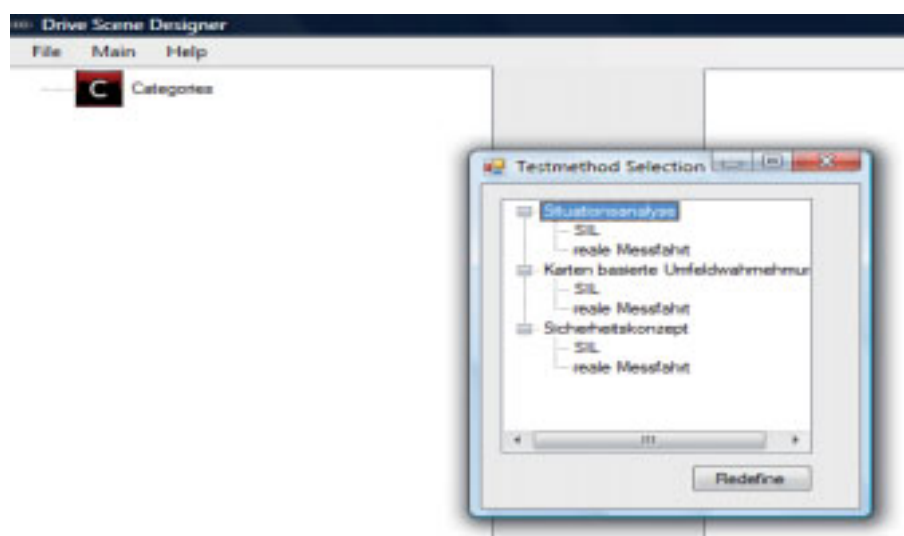 Drive Scene Designer
File Main Help
C Categories
Testmethod Selection
Situationsanalyse
SIL
reale Messfahrt
Karten basierte Umfeldwahrnehmur
SIL
reale Messfahrt
Sicherheitskonzept
SIL
reale Messfahrt
Redefine